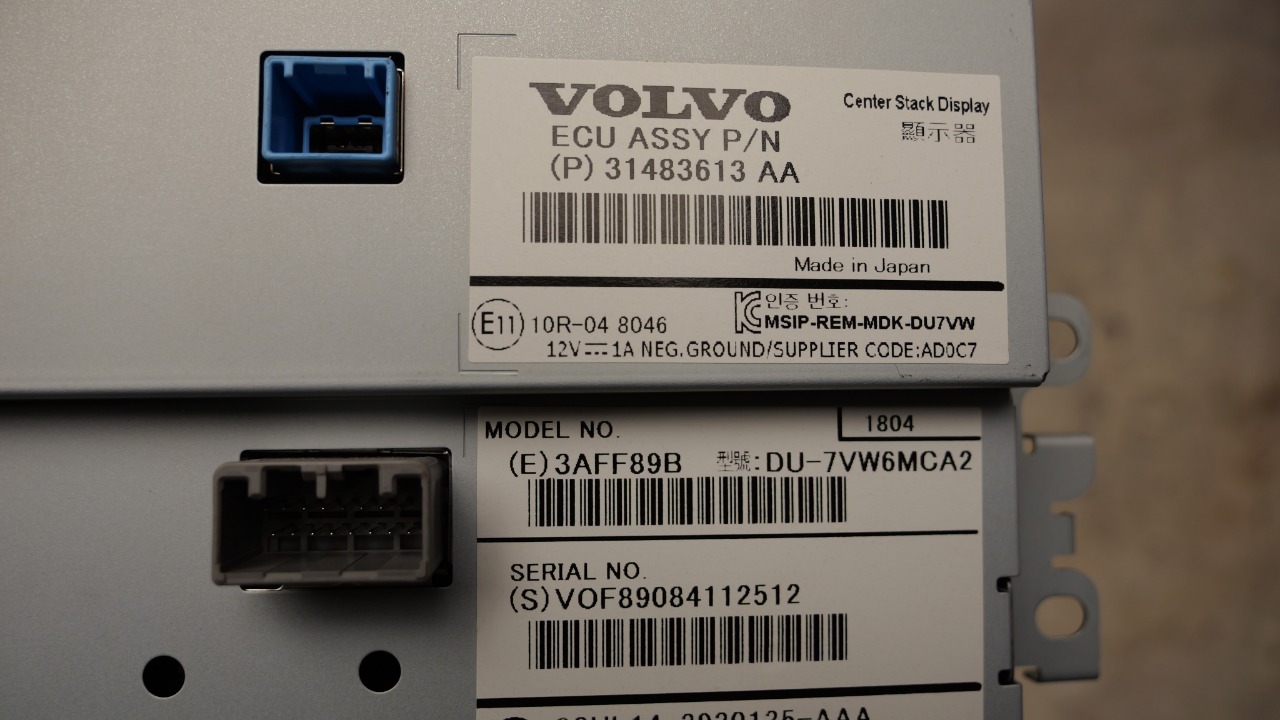 VOLVO
Center Stack Display
顯示器
ECU ASSY P/N
(P) 31483613 AA
Made in Japan
E11 10R-04 8046
KC 인증 번호:
MSIP-REM-MDK-DU7VW
12V⎓1A NEG.GROUND/SUPPLIER CODE:AD0C7
MODEL NO.
1804
(E)3AFF89B 型號:DU-7VW6MCA2
SERIAL NO.
(S)VOF89084112512